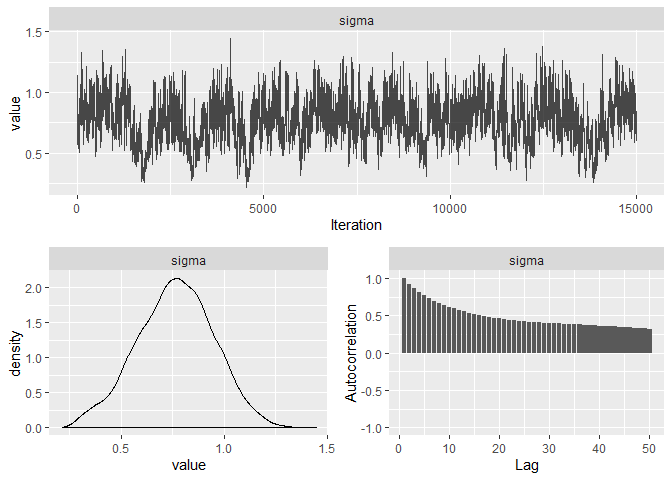 sigma
1.5
1.0
0.5
value
0 5000 10000 15000
Iteration
sigma
2.0
1.5
1.0
0.5
0.0
density
0.5 1.0 1.5
value
sigma
1.0
0.5
0.0
-0.5
-1.0
Autocorrelation
0 10 20 30 40 50
Lag